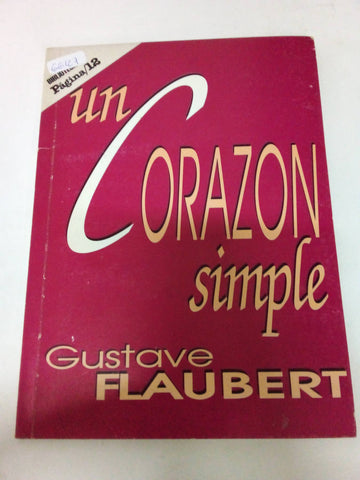 Página/12
un
CORAZON
simple
Gustave
FLAUBERT